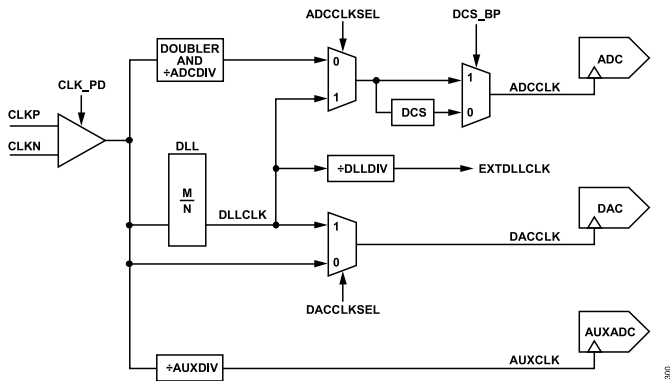 ADCCLKSEL
DCS_BP
DOUBLER
AND
÷ADCDIV
ADC
CLK_PD
0
1
1
0
ADCCLK
DCS
CLKP
CLKN
DLL
M
N
÷DLLDIV
EXTDLLCLK
DLLCLK
DAC
1
0
DACCLK
DACCLKSEL
AUXADC
÷AUXDIV
AUXCLK
300